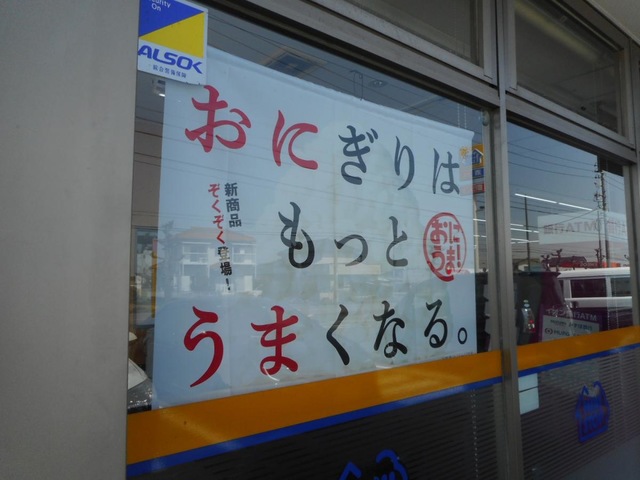 On
ALSOK
おにぎりは
新商品
ぞくぞく登場!
もっと
おに
うま!
うまくなる。